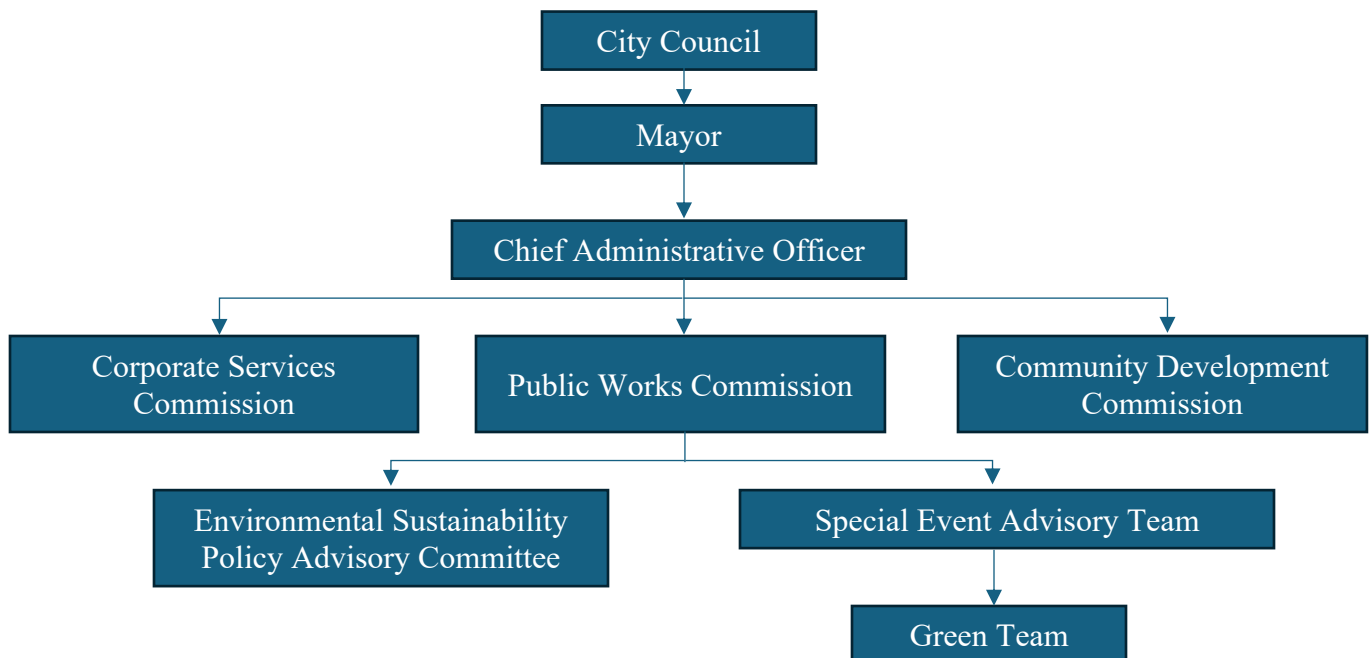 City Council
Mayor
Chief Administrative Officer
Corporate Services
Commission
Public Works Commission
Community Development
Commission
Environmental Sustainability
Policy Advisory Committee
Special Event Advisory Team
Green Team